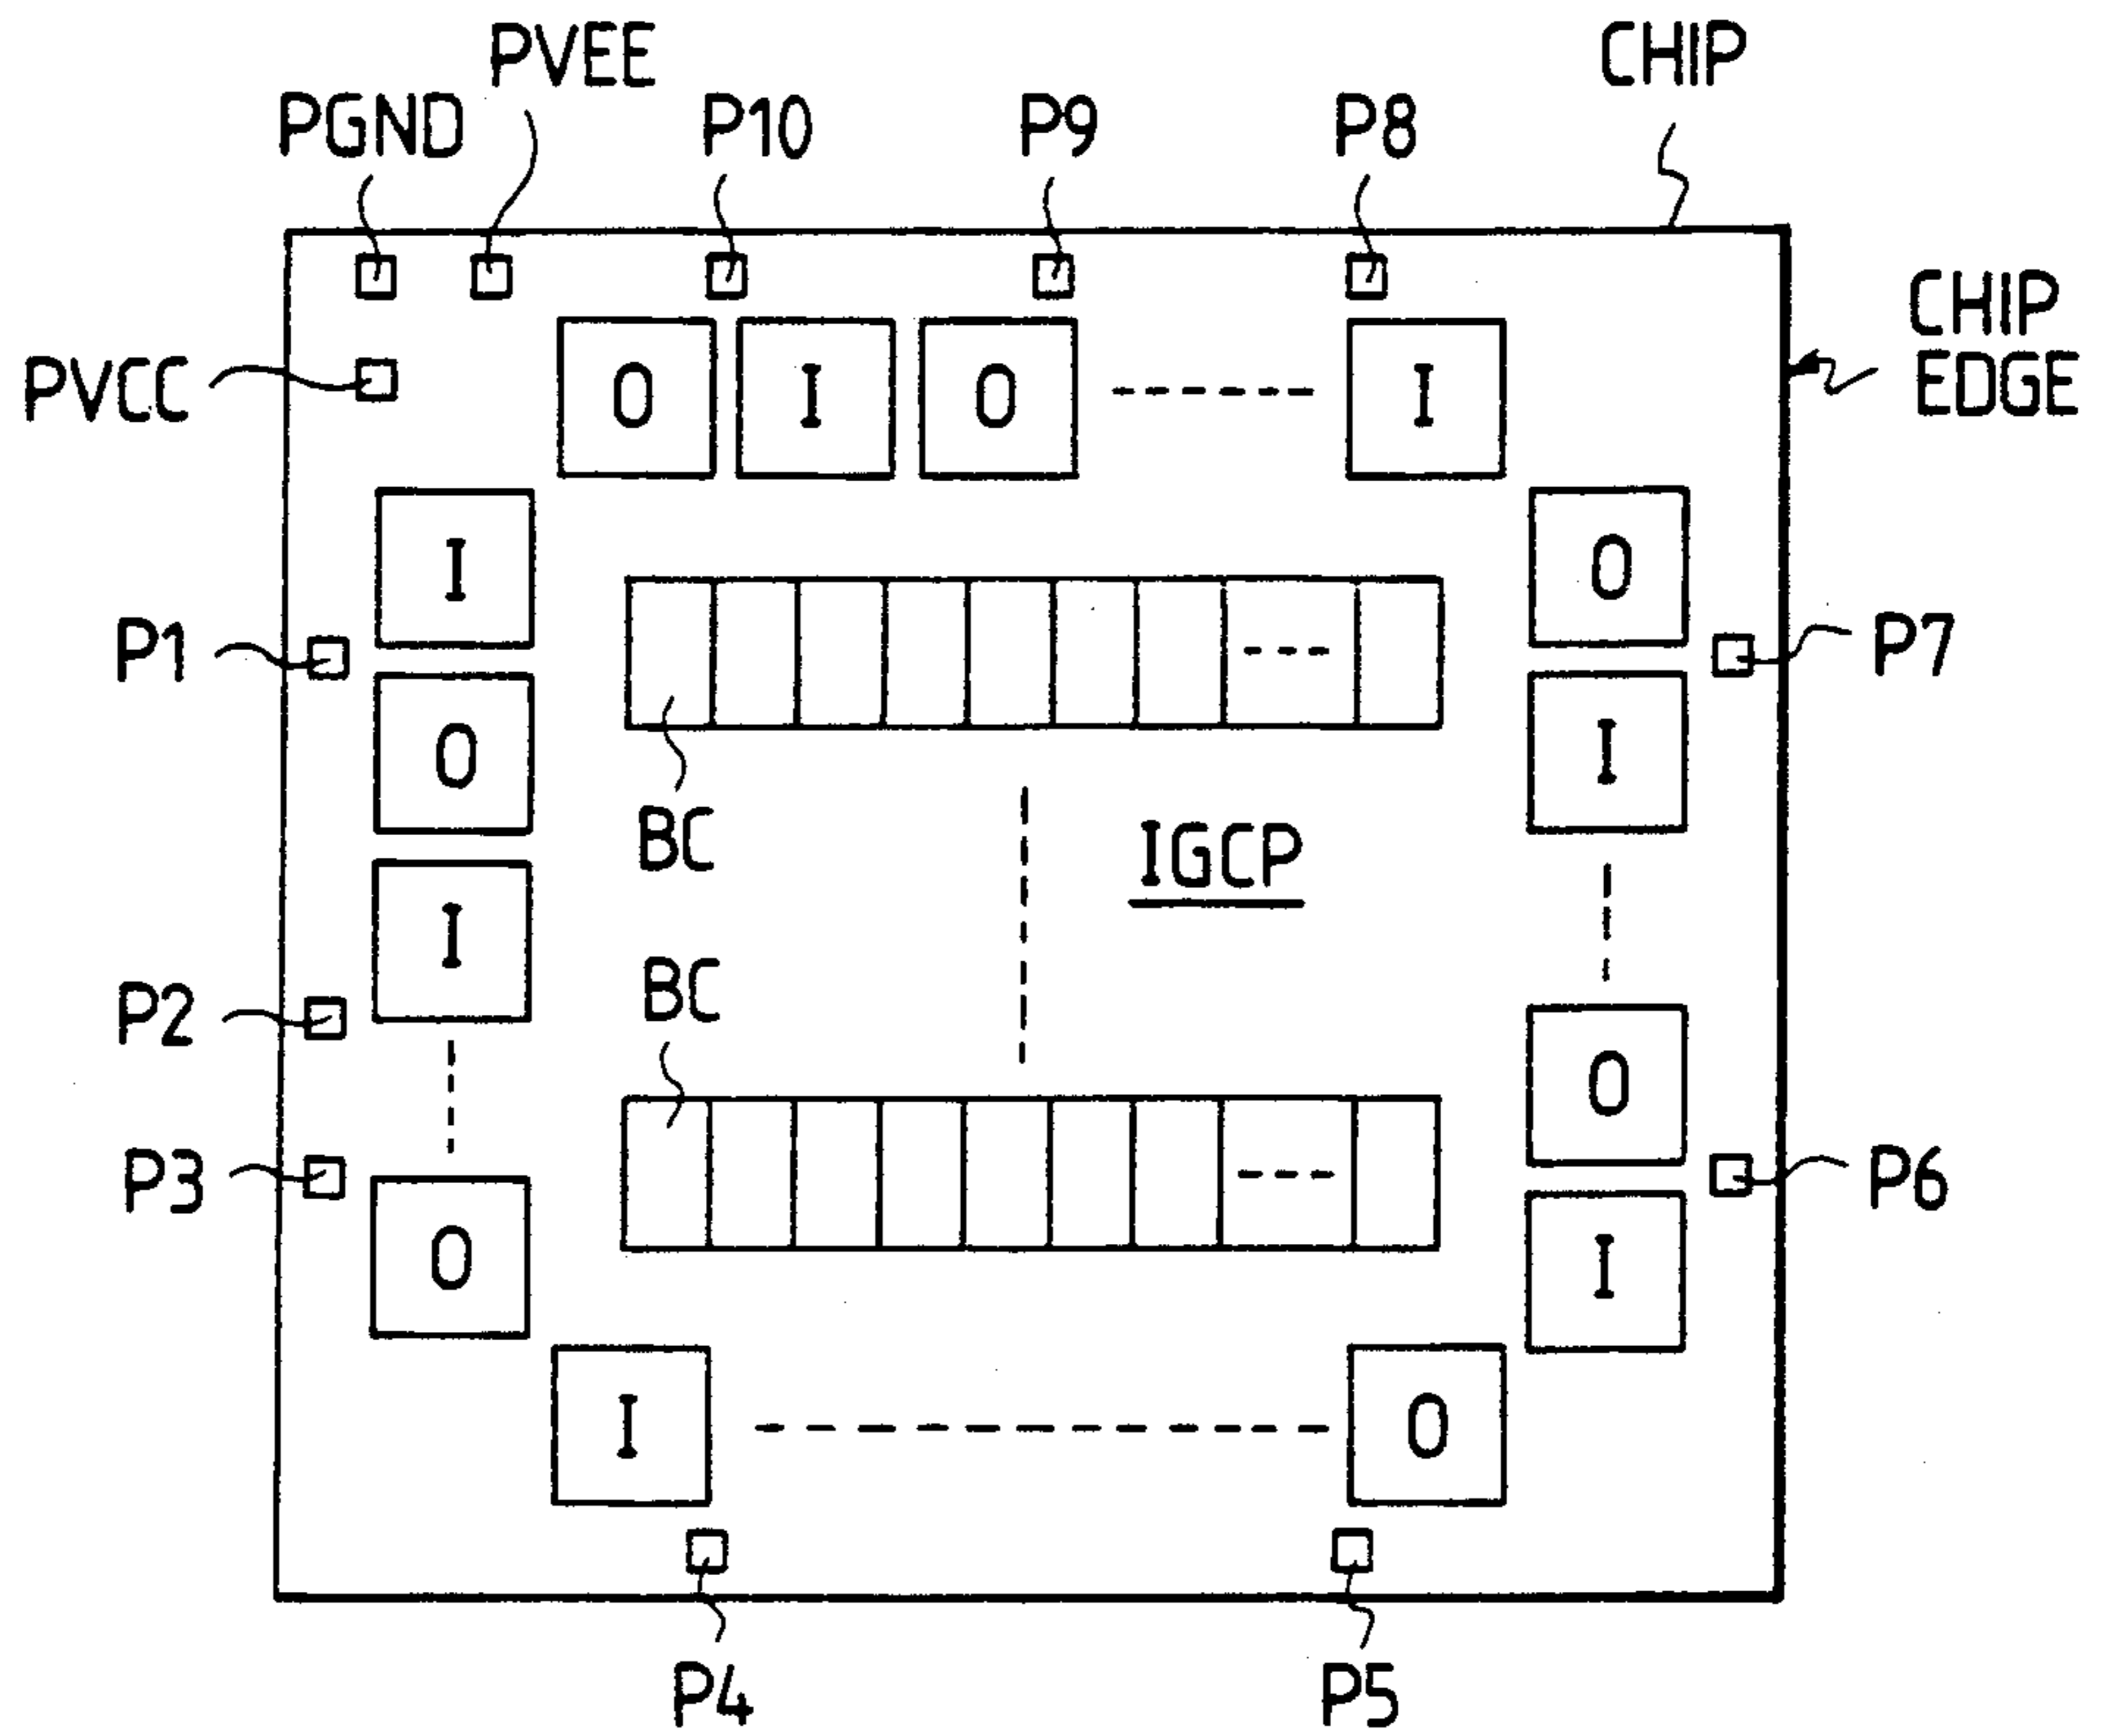 PVEE
CHIP
PGND
P10
P9
P8
CHIP
EDGE
PVCC
O
I
O
I
I
O
P1
P7
O
I
BC
IGCP
I
BC
P2
O
P3
P6
O
I
I
O
P4
P5